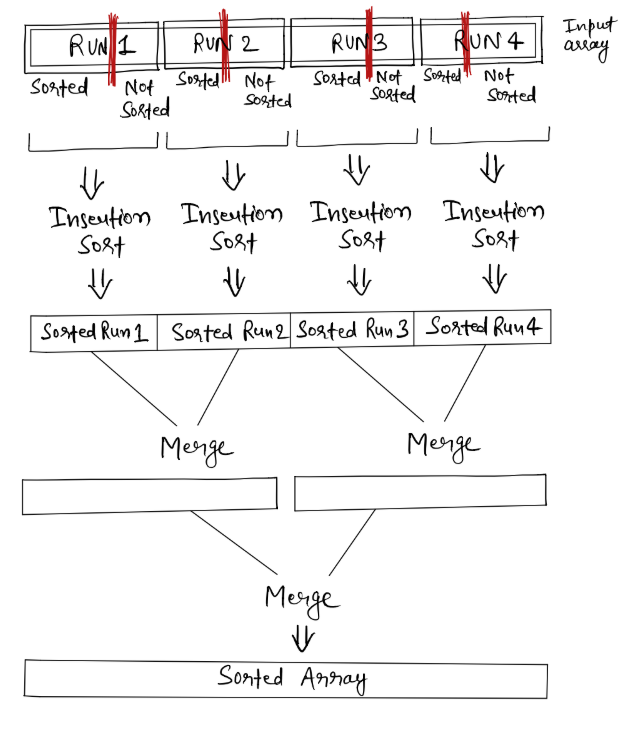 RUN 1 RUN 2 RUN 3 RUN 4 Input array
Sorted Not Sorted Sorted Not Sorted Sorted Not Sorted Sorted Not Sorted
Insertion Sort Insertion Sort Insertion Sort Insertion Sort
Sorted Run 1 Sorted Run 2 Sorted Run 3 Sorted Run 4
Merge Merge
Merge
Sorted Array